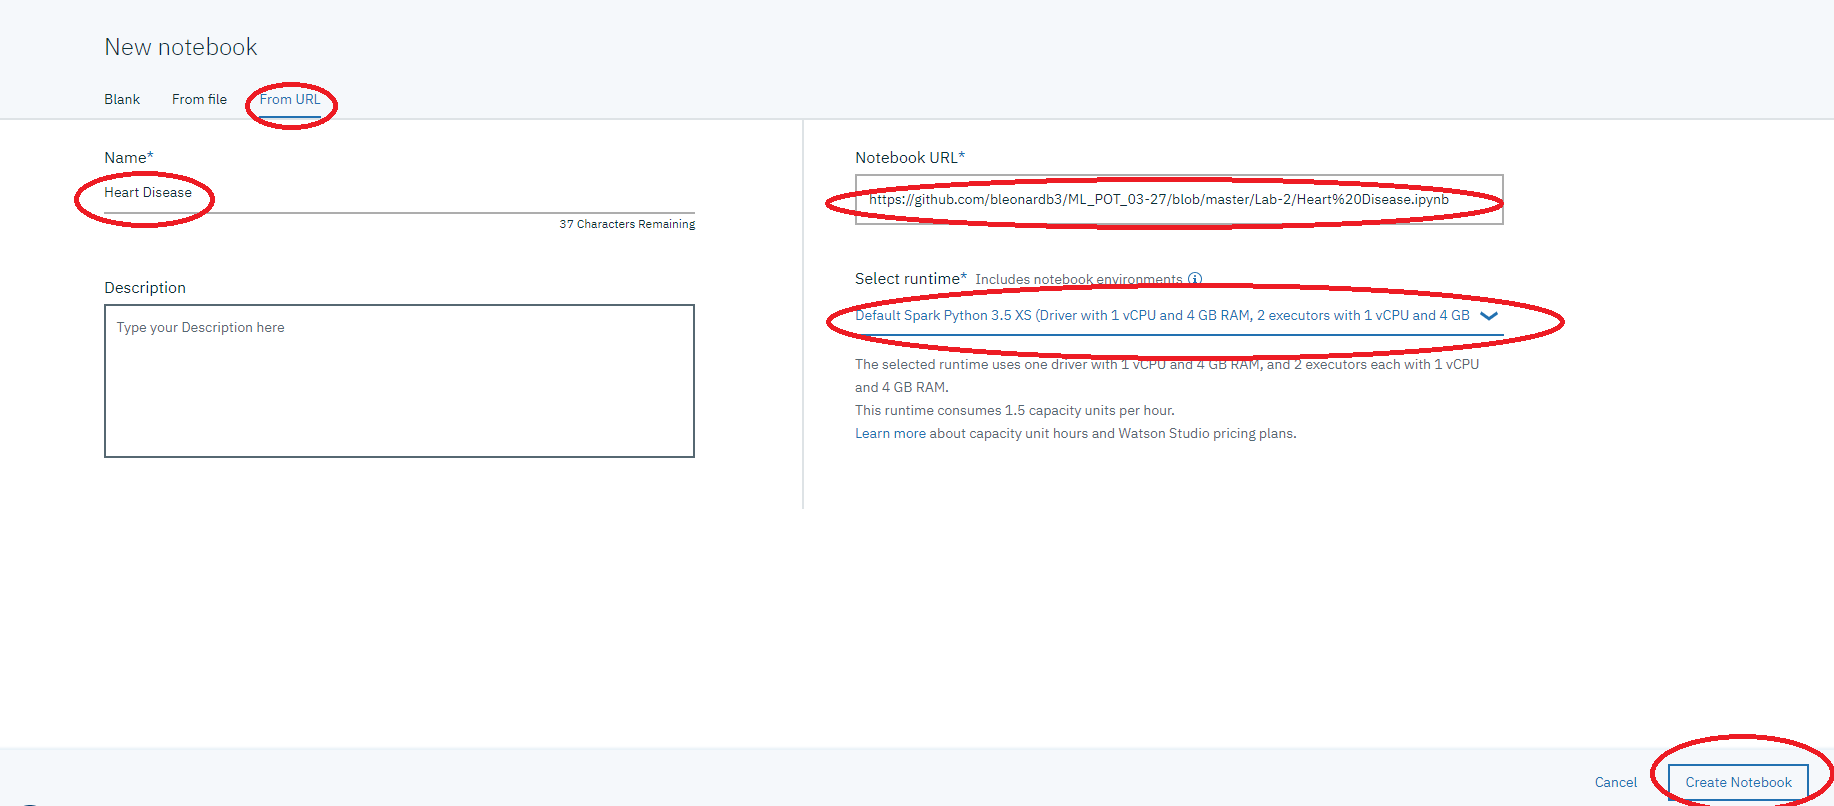 New notebook
Blank From file From URL
Name*
Heart Disease
37 Characters Remaining
Description
Type your Description here
Notebook URL*
https://github.com/bleonardb3/ML_POT_03-27/blob/master/Lab-2/Heart%20Disease.ipynb
Select runtime* Includes notebook environments
Default Spark Python 3.5 XS (Driver with 1 vCPU and 4 GB RAM, 2 executors with 1 vCPU and 4 GB
The selected runtime uses one driver with 1 vCPU and 4 GB RAM, and 2 executors each with 1 vCPU
and 4 GB RAM.
This runtime consumes 1.5 capacity units per hour.
Learn more about capacity unit hours and Watson Studio pricing plans.
Cancel Create Notebook